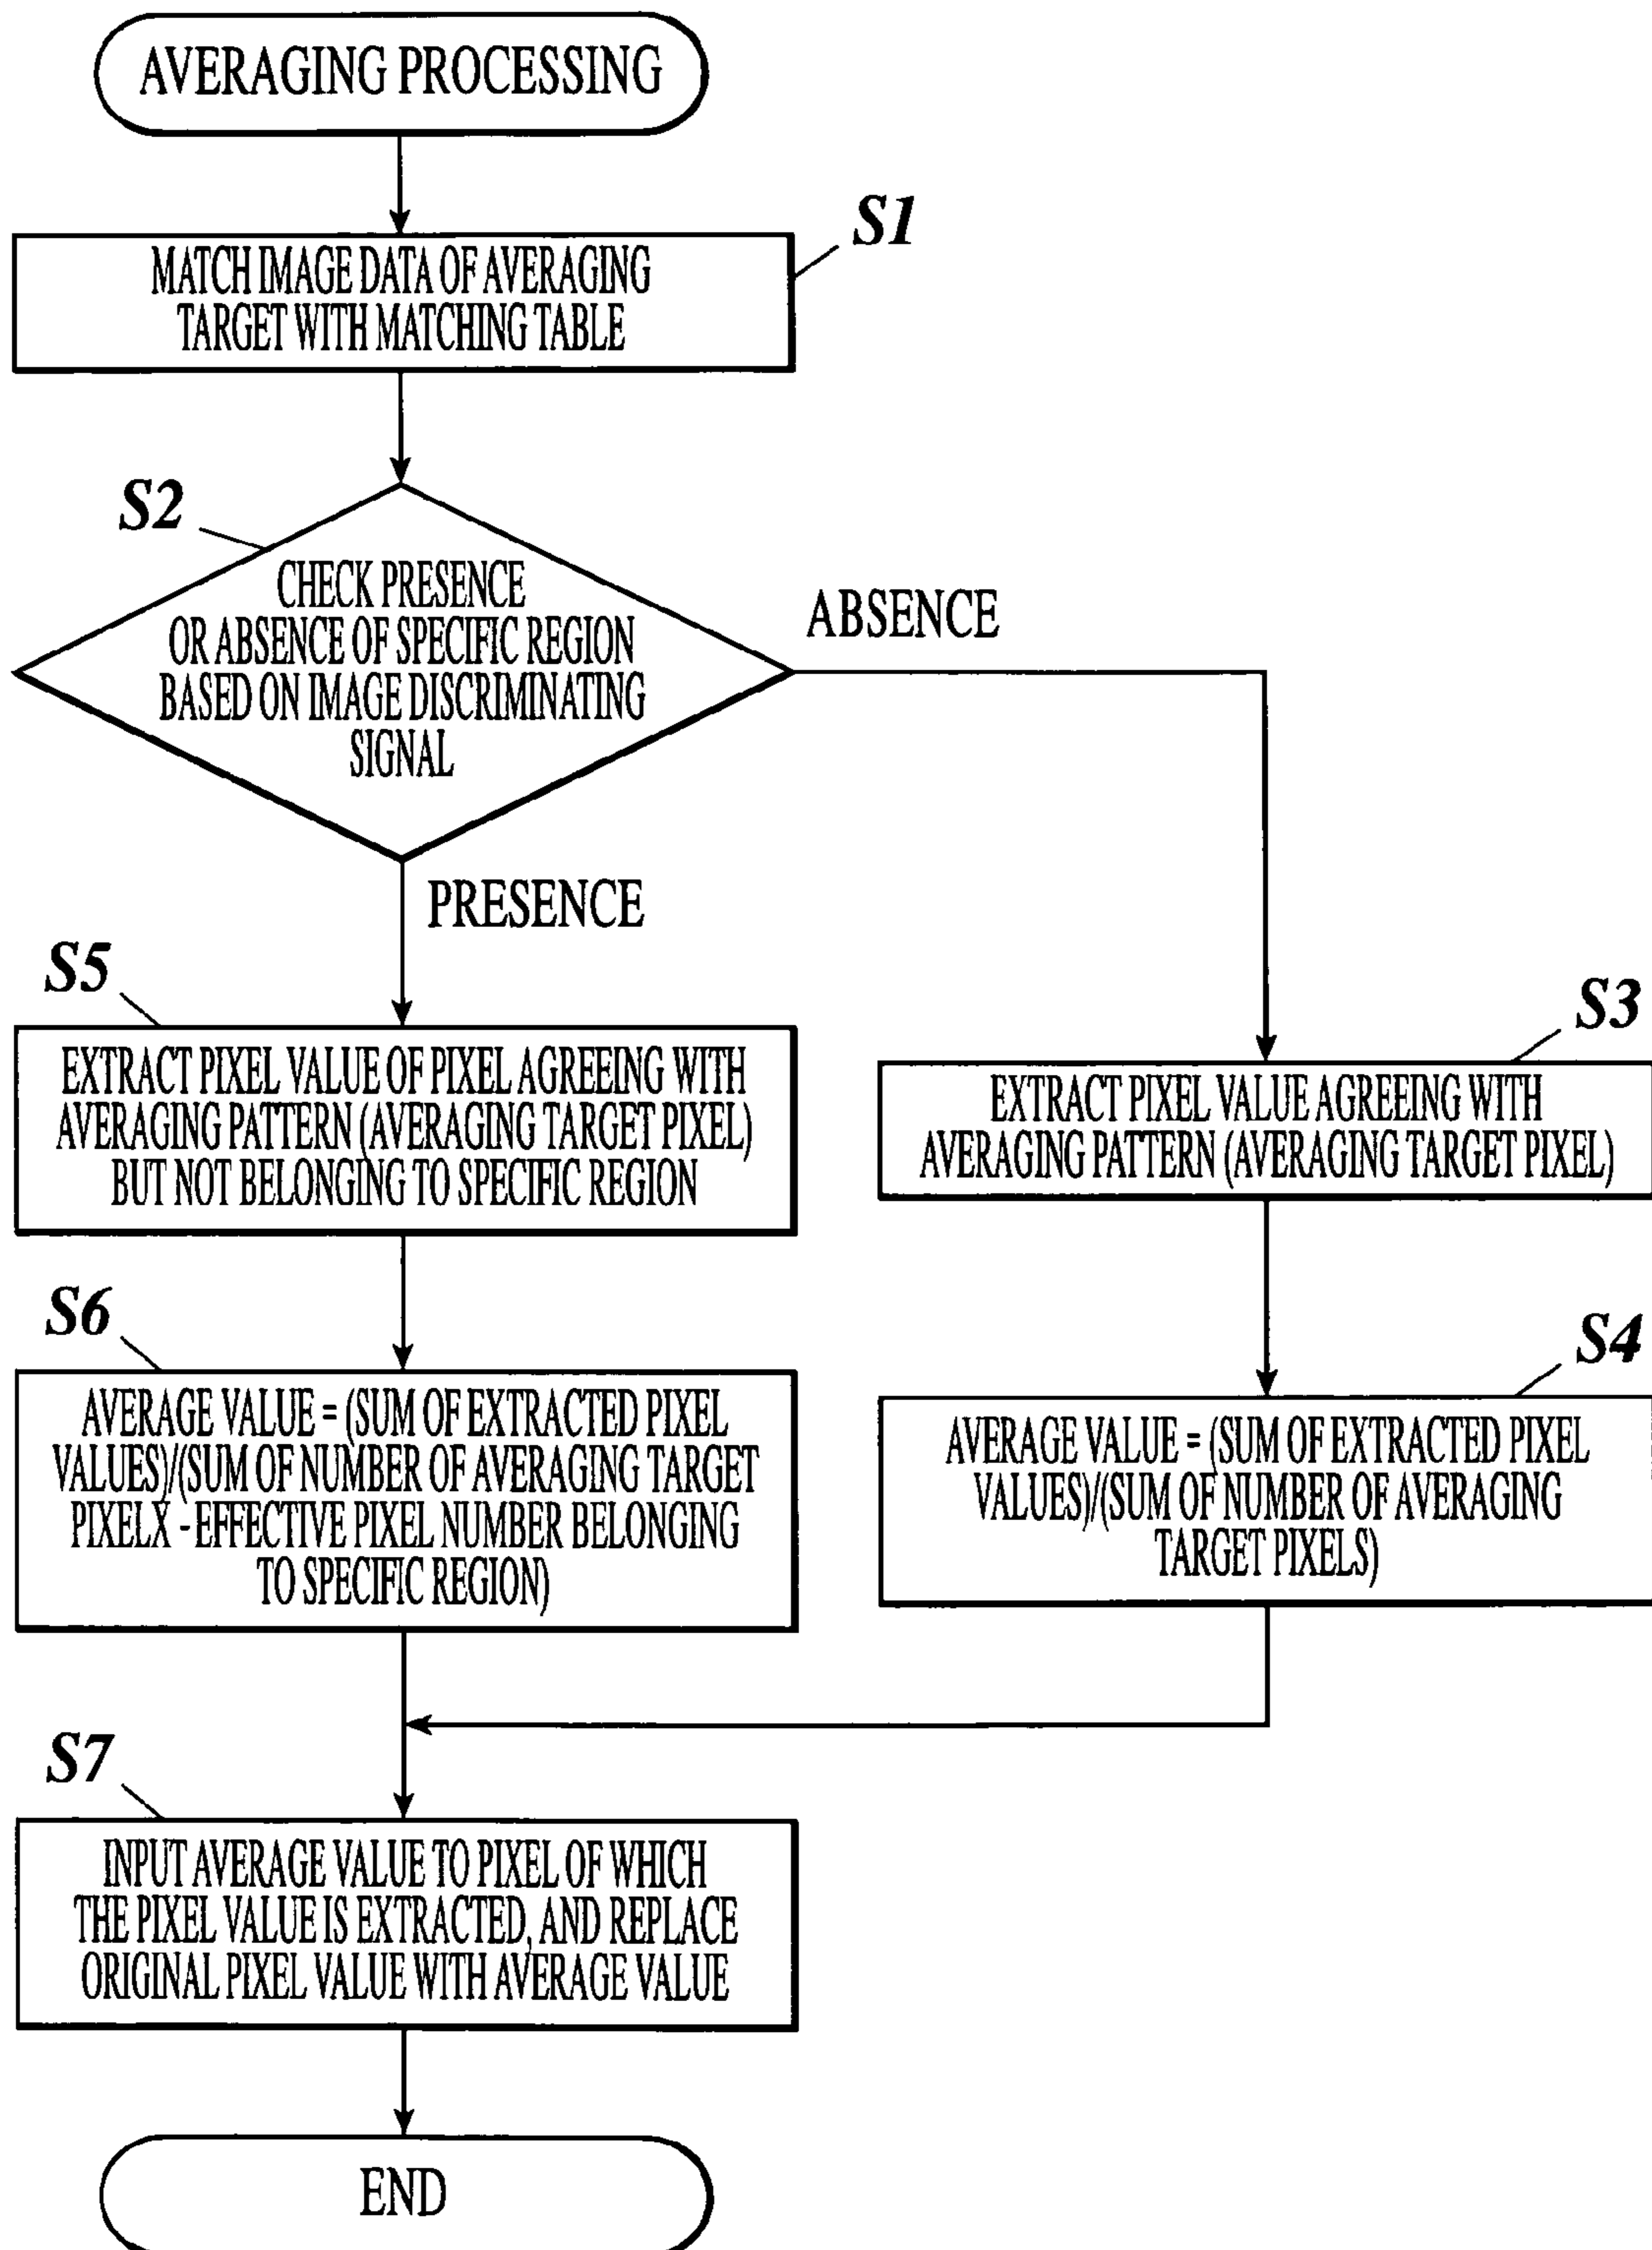 AVERAGING PROCESSING
S1
MATCH IMAGE DATA OF AVERAGING
TARGET WITH MATCHING TABLE
S2
CHECK PRESENCE
OR ABSENCE OF SPECIFIC REGION
BASED ON IMAGE DISCRIMINATING
SIGNAL
ABSENCE
PRESENCE
S5
EXTRACT PIXEL VALUE OF PIXEL AGREEING WITH
AVERAGING PATTERN (AVERAGING TARGET PIXEL)
BUT NOT BELONGING TO SPECIFIC REGION
S3
EXTRACT PIXEL VALUE AGREEING WITH
AVERAGING PATTERN (AVERAGING TARGET PIXEL)
S6
AVERAGE VALUE = (SUM OF EXTRACTED PIXEL
VALUES)/(SUM OF NUMBER OF AVERAGING TARGET
PIXELX - EFFECTIVE PIXEL NUMBER BELONGING
TO SPECIFIC REGION)
S4
AVERAGE VALUE = (SUM OF EXTRACTED PIXEL
VALUES)/(SUM OF NUMBER OF AVERAGING
TARGET PIXELS)
S7
INPUT AVERAGE VALUE TO PIXEL OF WHICH
THE PIXEL VALUE IS EXTRACTED, AND REPLACE
ORIGINAL PIXEL VALUE WITH AVERAGE VALUE
END